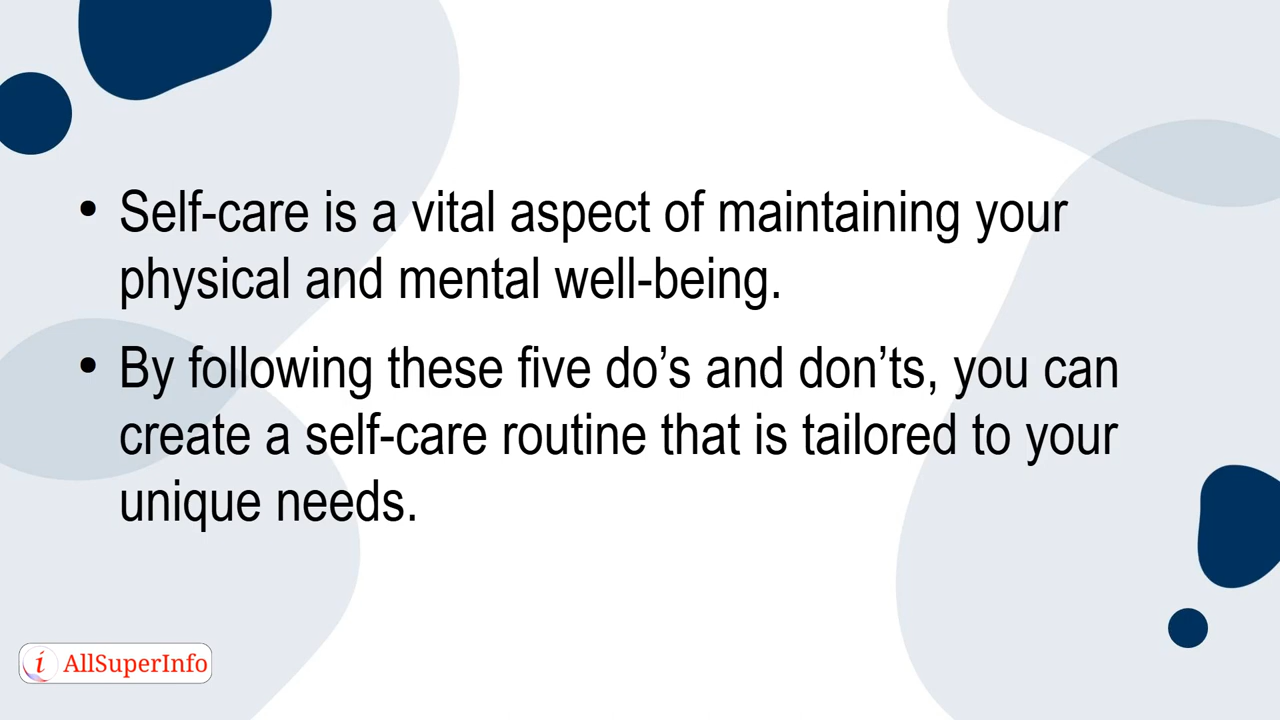 • Self-care is a vital aspect of maintaining your
physical and mental well-being.
• By following these five do’s and don’ts, you can
create a self-care routine that is tailored to your
unique needs.
i AllSuperInfo